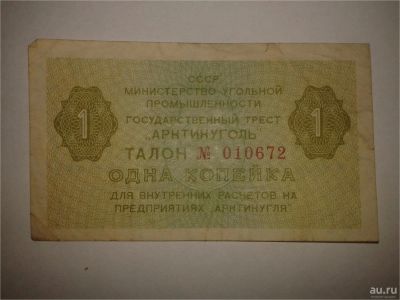 СССР
МИНИСТЕРСТВО УГОЛЬНОЙ
ПРОМЫШЛЕННОСТИ
ГОСУДАРСТВЕННЫЙ ТРЕСТ
1 „АРКТИКУГОЛЬ 1
ТАЛОН № 010672
ОДНА КОПЕЙКА
ДЛЯ ВНУТРЕННИХ РАСЧЕТОВ НА
ПРЕДПРИЯТИЯХ „АРКТИКУГЛЯ"
au.ru